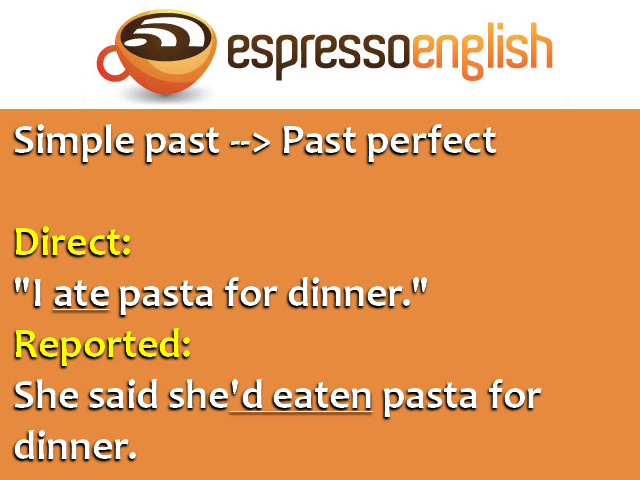 espressoenglish
Simple past --> Past perfect
Direct:
"I ate pasta for dinner."
Reported:
She said she'd eaten pasta for
dinner.